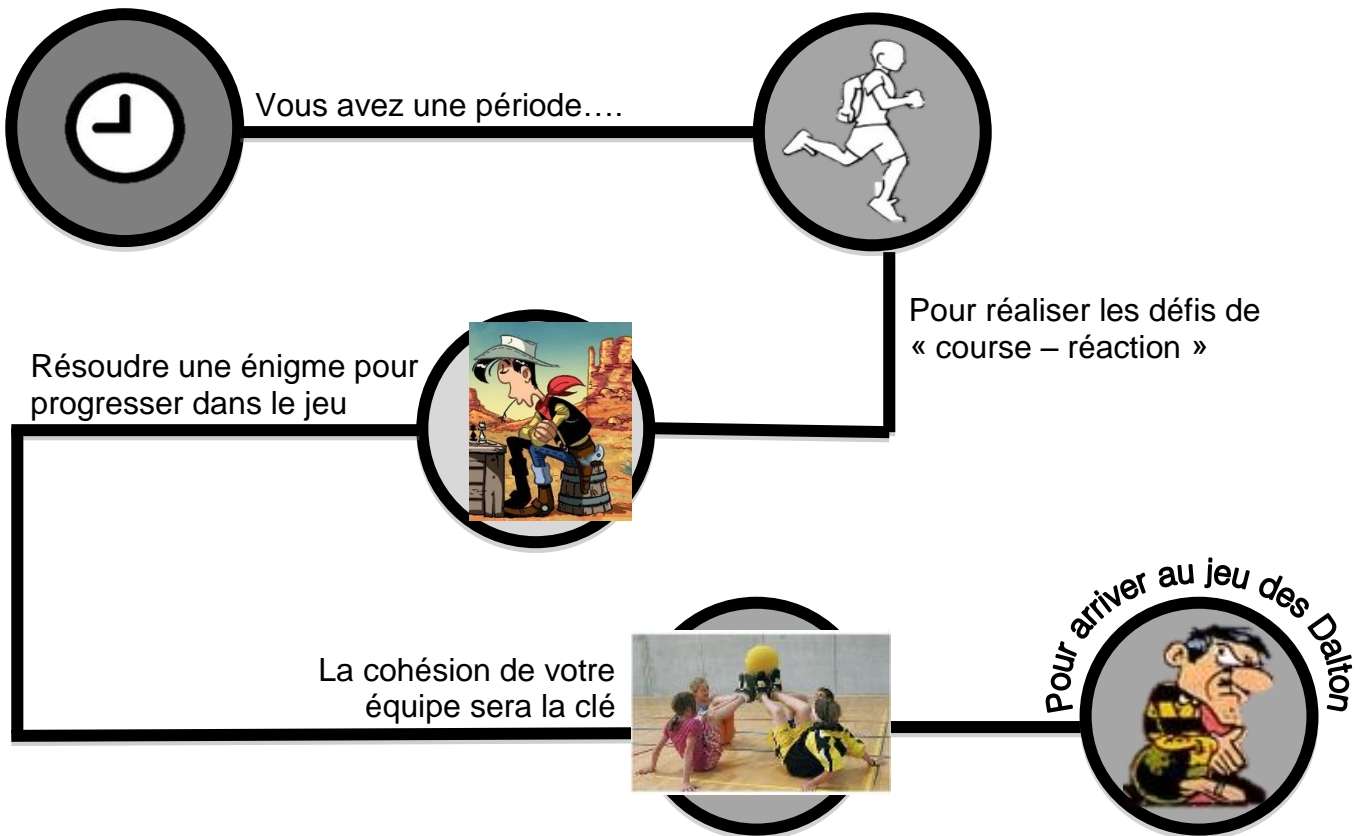 Vous avez une période….
Pour réaliser les défis de
« course – réaction »
Résoudre une énigme pour
progresser dans le jeu
La cohésion de votre
équipe sera la clé
Pour arriver au jeu des Dalton